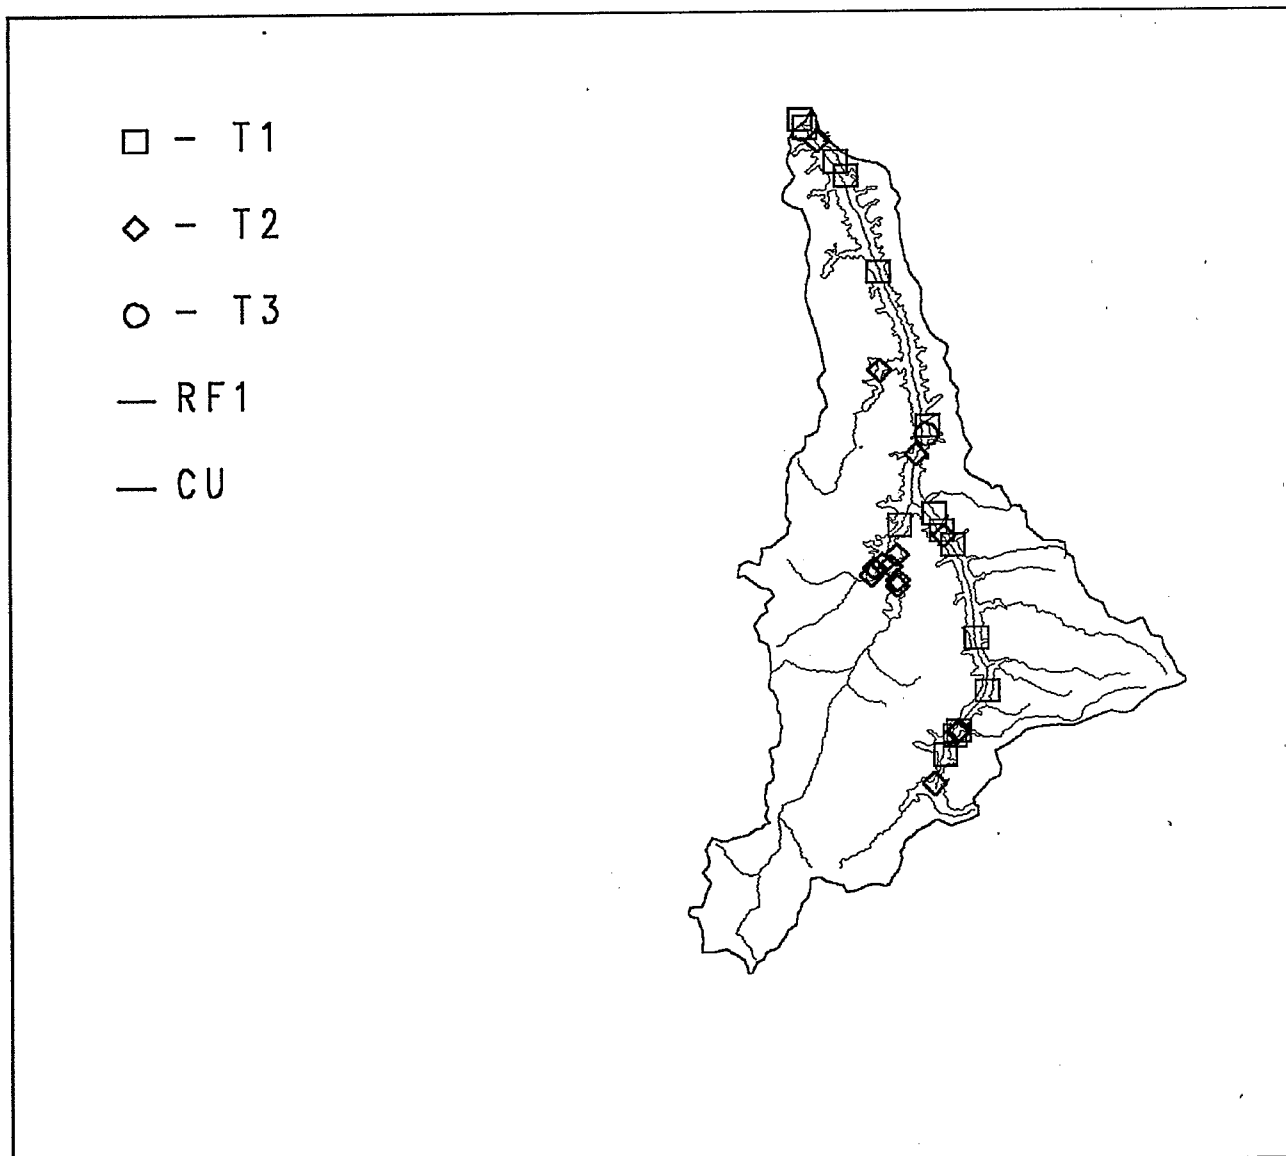 □ - T1
◇ - T2
○ - T3
— RF1
— CU